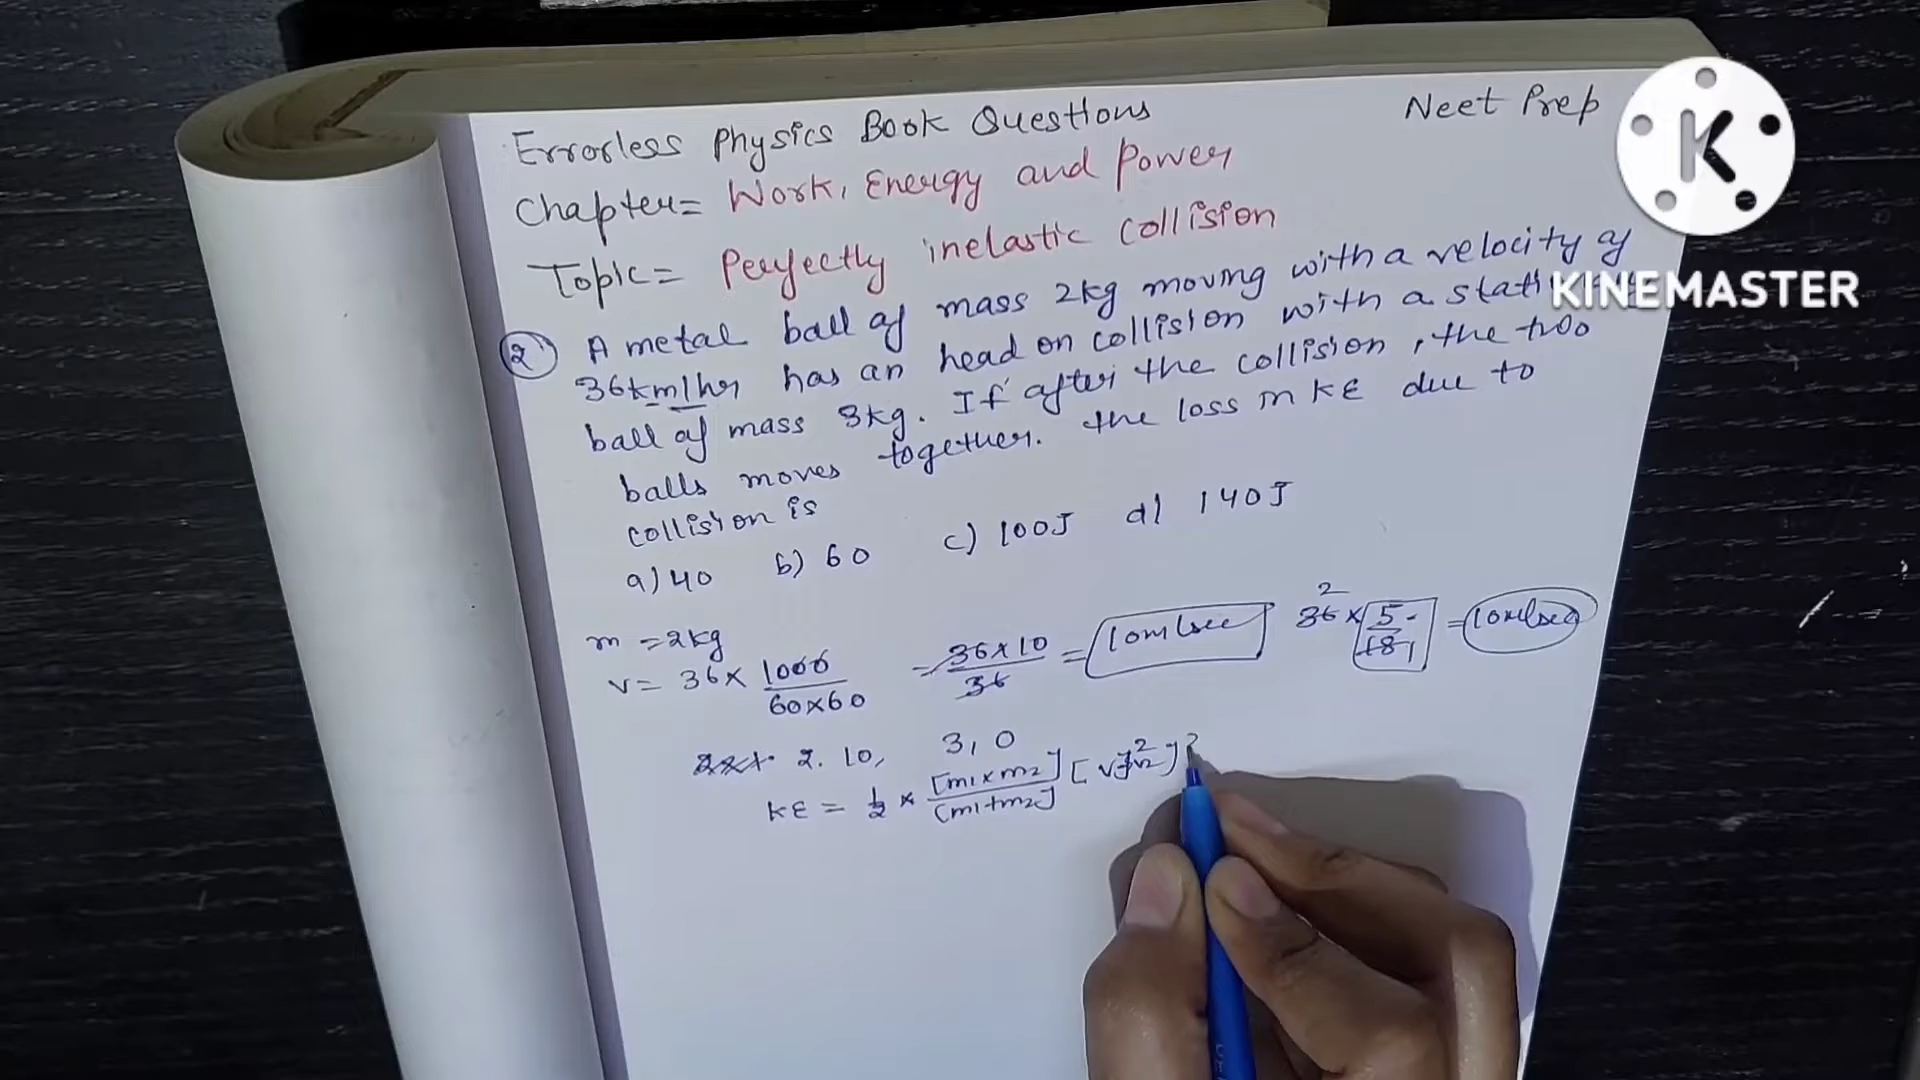 Errorless Physics Book Questions Neet Prep
Chapter= Work, Energy and Power
Topic= Perfectly inelastic collision
K
KINEMASTER
2 A metal ball of mass 2kg moving with a velocity of
36km/hr has an head on collision with a
ball of mass 3kg. If after the collision, the two
balls moves together. the loss in KE due to
collision is
a) 40 b) 60 c) 100J d) 140J
m = 2kg
v = 36 × 1000/60×60 = 36×10/36 = 10m/sec 36 × 5/18 = 10m/sec
2
2. 10, 3, 0
KE = 1/2 × [m1×m2]/[m1+m2]